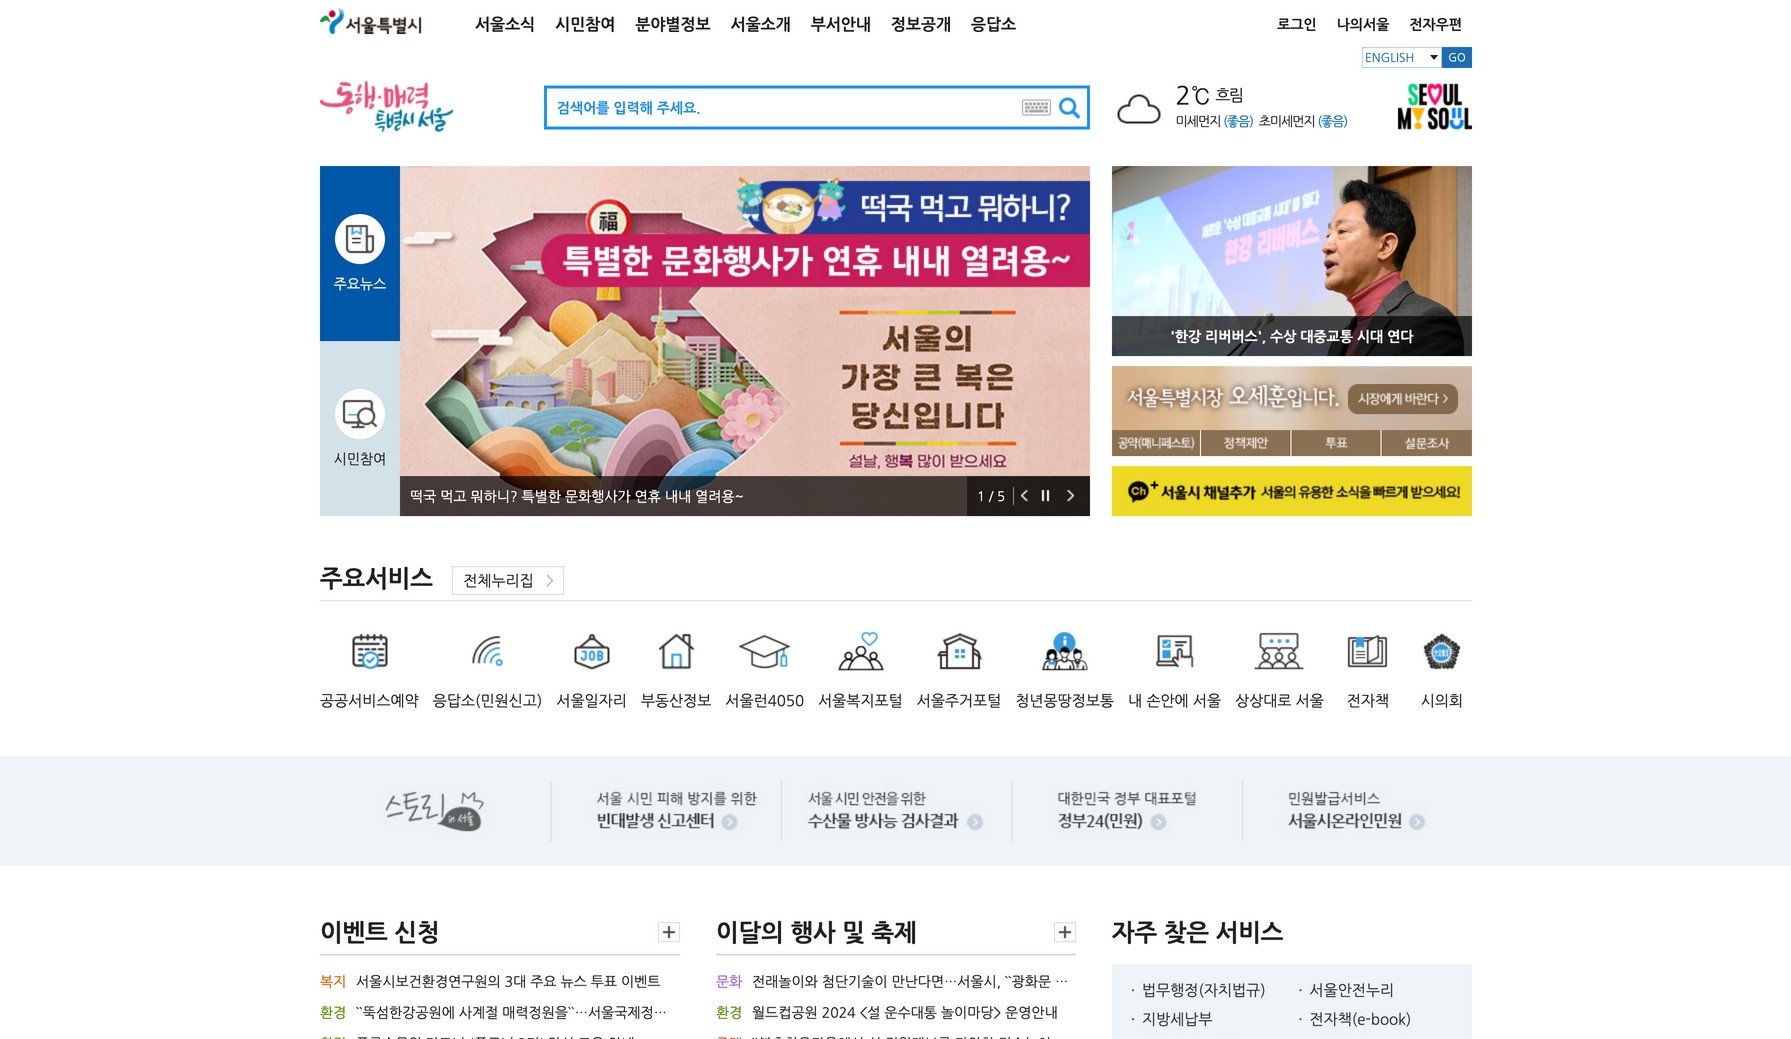 서울특별시
서울소식 시민참여 분야별정보 서울소개 부서안내 정보공개 응답소
로그인 나의서울 전자우편
ENGLISH GO
동행·매력
특별시 서울
검색어를 입력해 주세요.
2℃ 흐림
미세먼지 (좋음) 초미세먼지 (좋음)
SEOUL
MY SOUL
주요뉴스
시민참여
福
떡국 먹고 뭐하니?
특별한 문화행사가 연휴 내내 열려용~
서울의
가장 큰 복은
당신입니다
설날, 행복 많이 받으세요
떡국 먹고 뭐하니? 특별한 문화행사가 연휴 내내 열려용~
1 / 5
새로운 '수상 대중교통 시대'를 열다
한강 리버버스
'한강 리버버스', 수상 대중교통 시대 연다
서울특별시장 오세훈입니다.
시장에게 바란다 >
공약(매니페스토) 정책제안 투표 설문조사
Ch+ 서울시 채널추가 서울의 유용한 소식을 빠르게 받으세요!
주요서비스
전체누리집
JOB
공공서비스예약 응답소(민원신고) 서울일자리 부동산정보 서울런4050 서울복지포털 서울주거포털 청년몽땅정보통 내 손안에 서울 상상대로 서울 전자책 시의회
스토리 in 서울
서울 시민 피해 방지를 위한
빈대발생 신고센터
서울 시민 안전을 위한
수산물 방사능 검사결과
대한민국 정부 대표포털
정부24(민원)
민원발급서비스
서울시온라인민원
이벤트 신청
복지 서울시보건환경연구원의 3대 주요 뉴스 투표 이벤트
환경 ``뚝섬한강공원에 사계절 매력정원을``…서울국제정…
이달의 행사 및 축제
문화 전래놀이와 첨단기술이 만난다면…서울시, ``광화문 …
환경 월드컵공원 2024 <설 운수대통 놀이마당> 운영안내
자주 찾은 서비스
· 법무행정(자치법규)
· 서울안전누리
· 지방세납부
· 전자책(e-book)